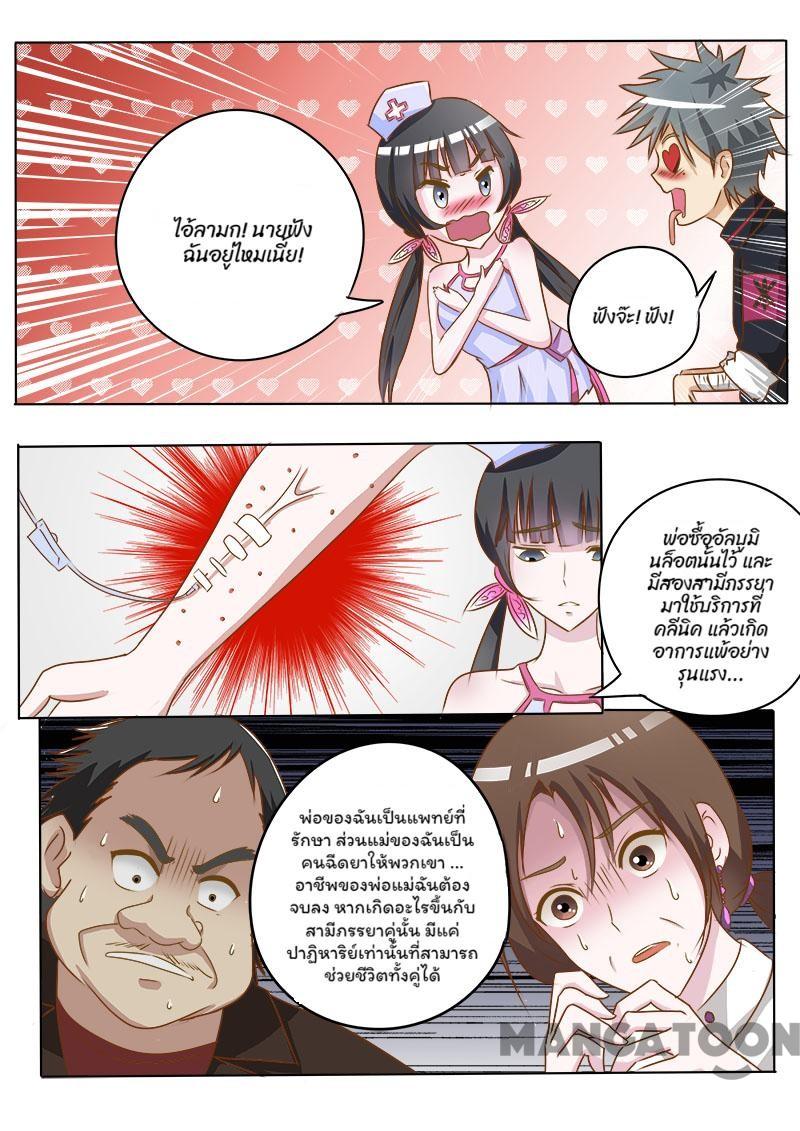 ไอ้ลามก! นายฟัง
ฉันอยู่ไหมเนี่ย!
ฟังจ๊ะ! ฟัง!
พ่อซื้ออัลบูมิ
นล็อตนั้นไว้ และ
มีสองสามีภรรยา
มาใช้บริการที่
คลีนิค แล้วเกิด
อาการแพ้อย่าง
รุนแรง...
พ่อของฉันเป็นแพทย์ที่
รักษา ส่วนแม่ของฉันเป็น
คนฉีดยาให้พวกเขา ...
อาชีพของพ่อแม่ฉันต้อง
จบลง หากเกิดอะไรขึ้นกับ
สามีภรรยาคู่นั้น มีแค่
ปาฏิหาริย์เท่านั้นที่สามารถ
ช่วยชีวิตทั้งคู่ได้
MANGATOON